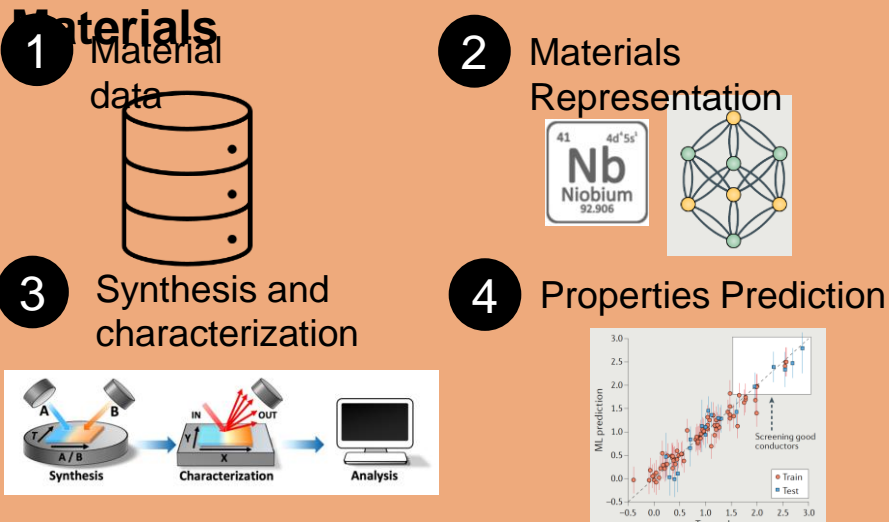 Materials
1
Material
data
2
Materials
Representation
41 4d⁴5s¹
Nb
Niobium
92.906
3
Synthesis and
characterization
A B
T
A / B
Synthesis
IN OUT
Y
X
Characterization
Analysis
4
Properties Prediction
ML prediction
3.0
2.5
2.0
1.5
1.0
0.5
0.0
−0.5
Screening good
conductors
Train
Test
−0.5 0.0 0.5 1.0 1.5 2.0 2.5 3.0